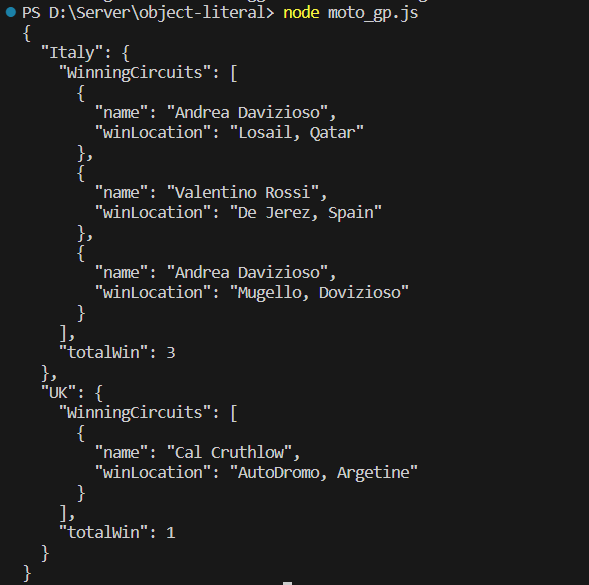 PS D:\Server\object-literal> node moto_gp.js
{
  "Italy": {
    "WinningCircuits": [
      {
        "name": "Andrea Davizioso",
        "winLocation": "Losail, Qatar"
      },
      {
        "name": "Valentino Rossi",
        "winLocation": "De Jerez, Spain"
      },
      {
        "name": "Andrea Davizioso",
        "winLocation": "Mugello, Dovizioso"
      }
    ],
    "totalWin": 3
  },
  "UK": {
    "WinningCircuits": [
      {
        "name": "Cal Cruthlow",
        "winLocation": "AutoDromo, Argetine"
      }
    ],
    "totalWin": 1
  }
}